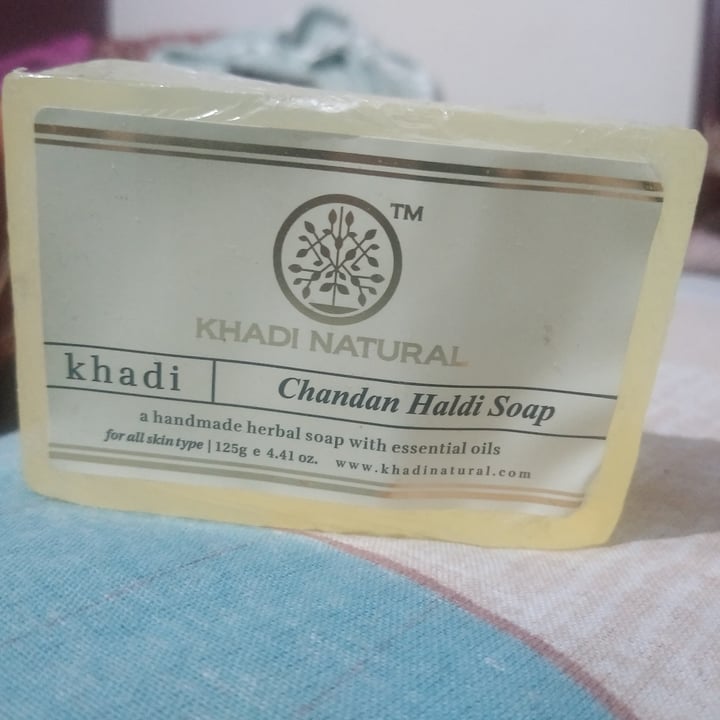 TM
KHADI NATURAL
khadi
Chandan Haldi Soap
a handmade herbal soap with essential oils
for all skin type | 125g e 4.41 oz. www.khadinatural.com